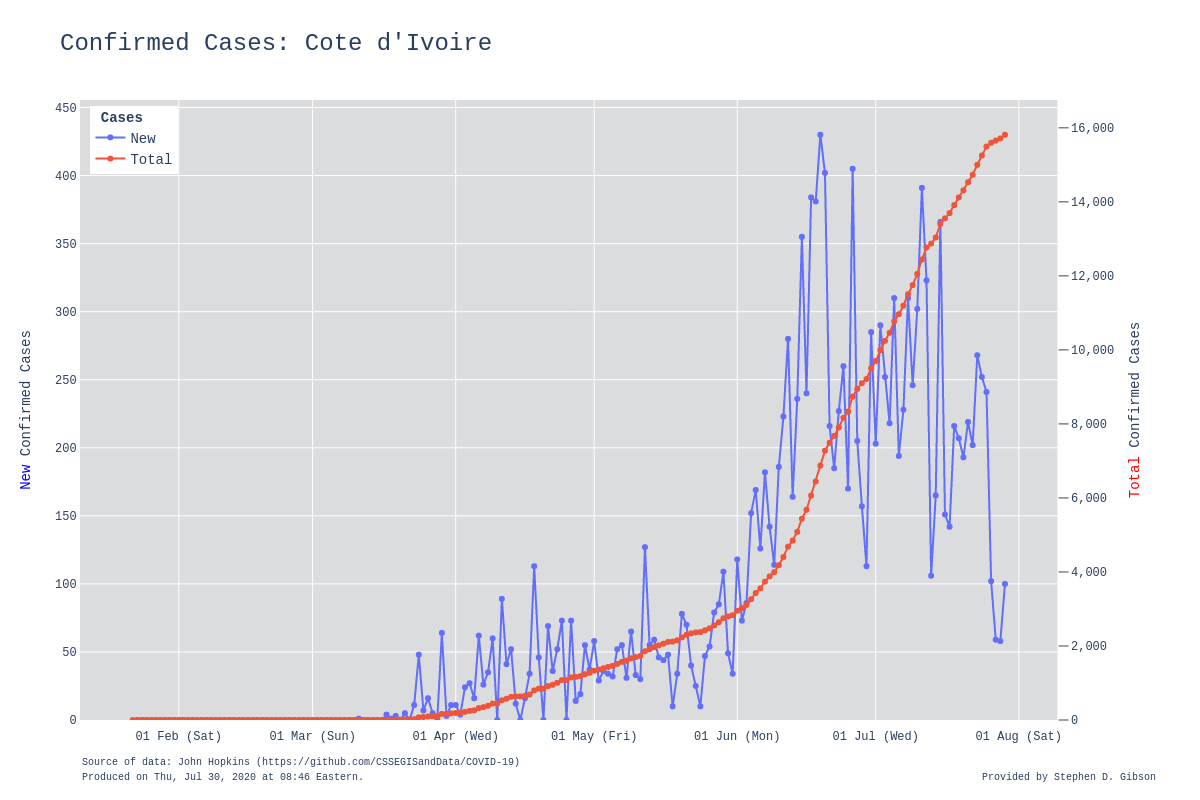 Confirmed Cases: Cote d'Ivoire
Cases
New
Total
450
400
350
300
250
200
150
100
50
0
16,000
14,000
12,000
10,000
8,000
6,000
4,000
2,000
0
New Confirmed Cases
Total Confirmed Cases
01 Feb (Sat)
01 Mar (Sun)
01 Apr (Wed)
01 May (Fri)
01 Jun (Mon)
01 Jul (Wed)
01 Aug (Sat)
Source of data: John Hopkins (https://github.com/CSSEGISandData/COVID-19)
Produced on Thu, Jul 30, 2020 at 08:46 Eastern.
Provided by Stephen D. Gibson